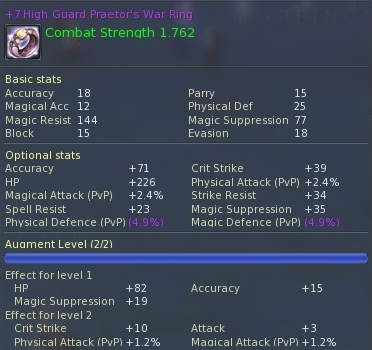 +7 High Guard Praetor's War Ring
Combat Strength 1.762
Basic stats
Accuracy 18 Parry 15
Magical Acc 12 Physical Def 25
Magic Resist 144 Magic Suppression 77
Block 15 Evasion 18
Optional stats
Accuracy +71 Crit Strike +39
HP +226 Physical Attack (PvP) +2.4%
Magical Attack (PvP) +2.4% Strike Resist +34
Spell Resist +23 Magic Suppression +35
Physical Defence (PvP) (4.9%) Magic Defence (PvP) (4.9%)
Augment Level (2/2)
Effect for level 1
HP +82 Accuracy +15
Magic Suppression +19
Effect for level 2
Crit Strike +10 Attack +3
Physical Attack (PvP) +1.2% Magical Attack (PvP) +1.2%